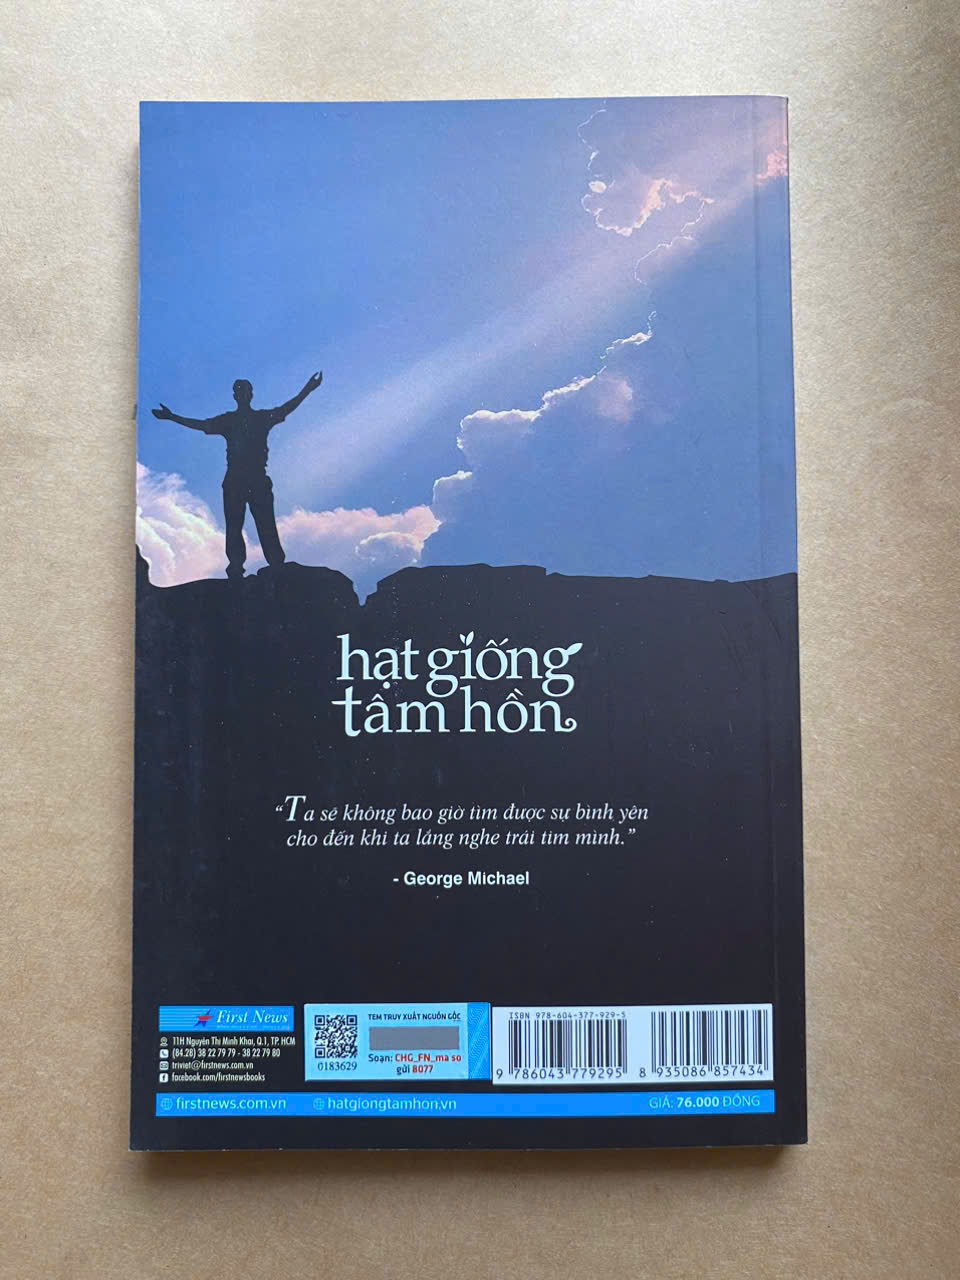 hạt giống
tâm hồn
“Ta sẽ không bao giờ tìm được sự bình yên
cho đến khi ta lắng nghe trái tim mình.”
- George Michael
First News
11H Nguyễn Thị Minh Khai, Q.1, TP. HCM
(84.28) 38 22 79 79 - 38 22 79 80
triviet@firstnews.com.vn
facebook.com/firstnewsbooks
TEM TRUY XUẤT NGUỒN GỐC
0183629
Soạn: CHG_FN_ma so
gửi 8077
ISBN 978-604-377-929-5
9 786043 779295
8 935086 857434
firstnews.com.vn
hatgiongtamhon.vn
GIÁ: 76.000 ĐỒNG